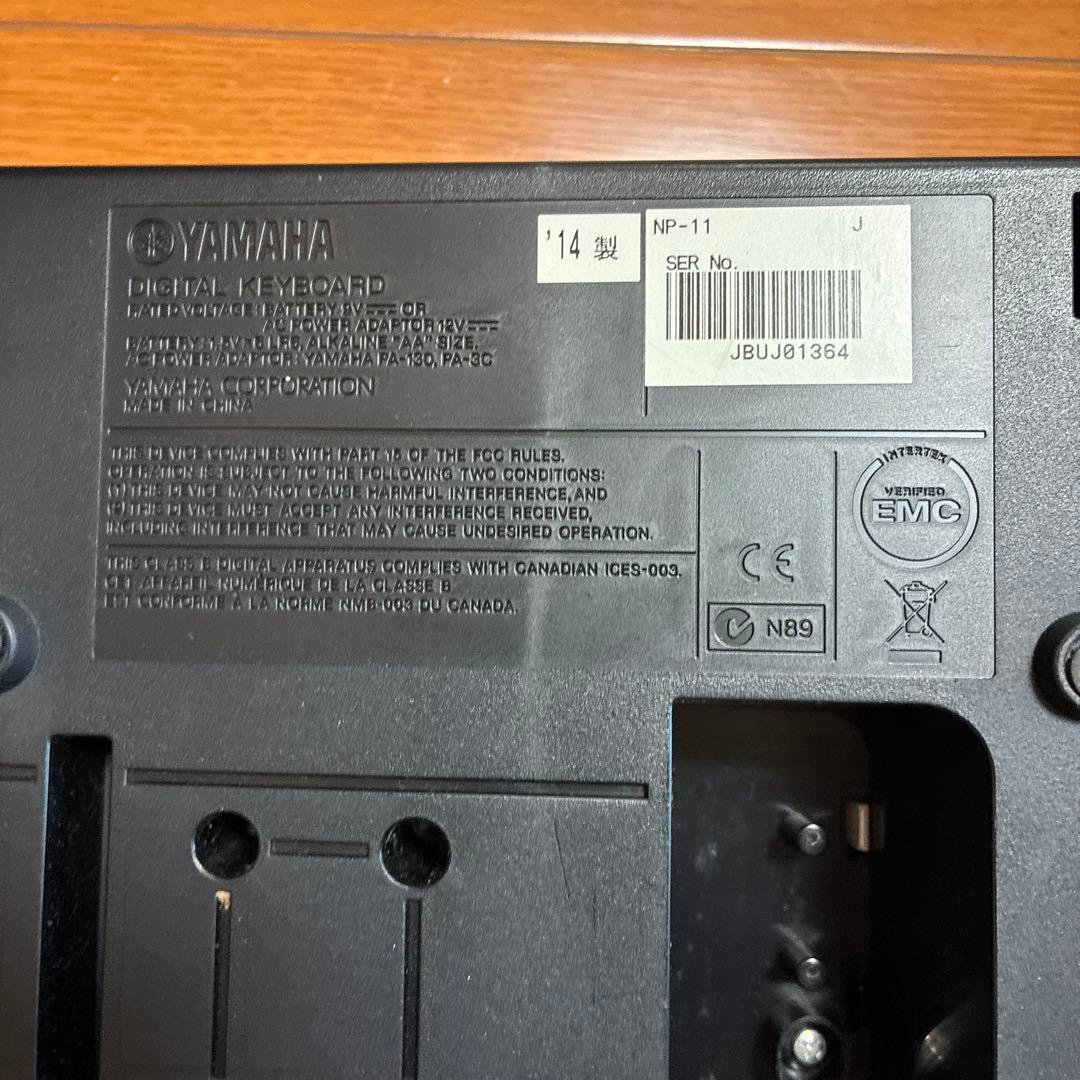 YAMAHA
DIGITAL KEYBOARD
RATED VOLTAGE: BATTERY 9V⎓ OR
AC POWER ADAPTOR 12V⎓
BATTERY: 1.5V × 6 LR6, ALKALINE "AA" SIZE,
AC POWER ADAPTOR: YAMAHA PA-130, PA-3C
YAMAHA CORPORATION
MADE IN CHINA
'14 製
NP-11 J
SER No.
JBUJ01364
THIS DEVICE COMPLIES WITH PART 15 OF THE FCC RULES.
OPERATION IS SUBJECT TO THE FOLLOWING TWO CONDITIONS:
(1) THIS DEVICE MAY NOT CAUSE HARMFUL INTERFERENCE, AND
(2) THIS DEVICE MUST ACCEPT ANY INTERFERENCE RECEIVED,
INCLUDING INTERFERENCE THAT MAY CAUSE UNDESIRED OPERATION.
THIS CLASS B DIGITAL APPARATUS COMPLIES WITH CANADIAN ICES-003.
CET APPAREIL NUMÉRIQUE DE LA CLASSE B
EST CONFORME À LA NORME NMB-003 DU CANADA.
CE
N89
INTERTEK
VERIFIED
EMC